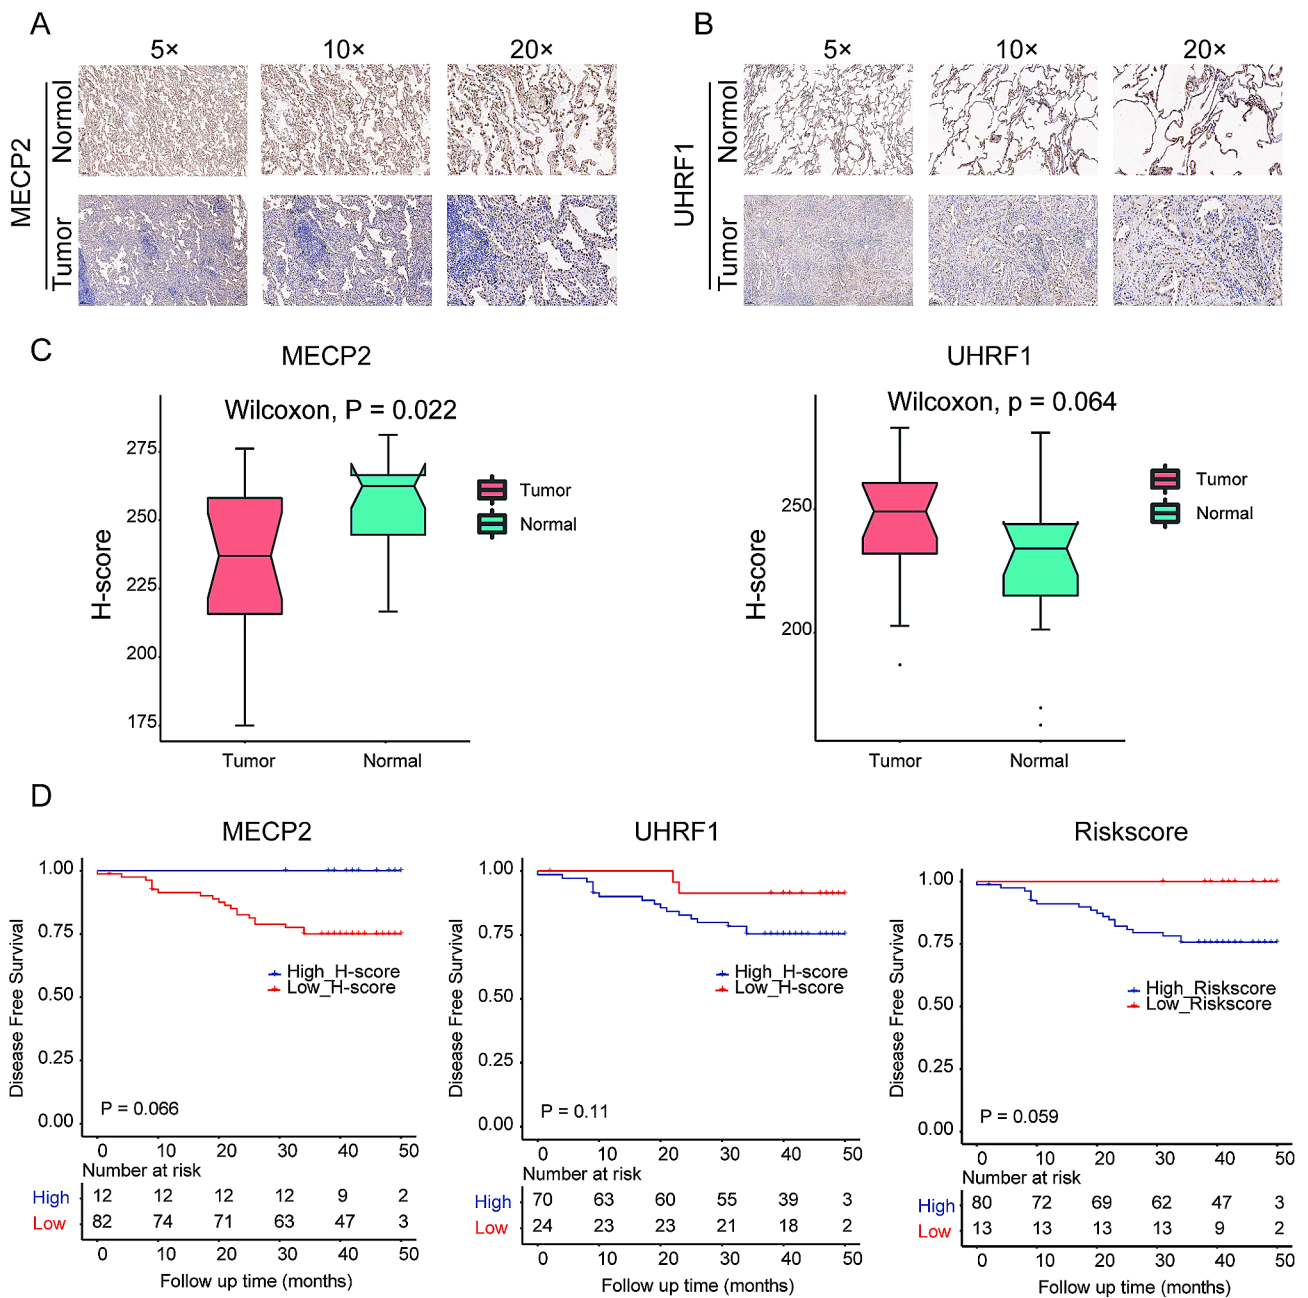 A
5× 10× 20×
MECP2
Normol
Tumor
B
5× 10× 20×
UHRF1
Normol
Tumor
C
MECP2
Wilcoxon, P = 0.022
H-score
275
250
225
200
175
Tumor Normal
Tumor
Normal
UHRF1
Wilcoxon, p = 0.064
H-score
250
200
Tumor Normal
Tumor
Normal
D
MECP2
Disease Free Survival
1.00
0.75
0.50
0.25
0.00
High_H-score
Low_H-score
P = 0.066
0 10 20 30 40 50
Number at risk
High 12 12 12 12 9 2
Low 82 74 71 63 47 3
0 10 20 30 40 50
Follow up time (months)
UHRF1
Disease Free Survival
1.00
0.75
0.50
0.25
0.00
High_H-score
Low_H-score
P = 0.11
0 10 20 30 40 50
Number at risk
High 70 63 60 55 39 3
Low 24 23 23 21 18 2
0 10 20 30 40 50
Follow up time (months)
Riskscore
Disease Free Survival
1.00
0.75
0.50
0.25
0.00
High_Riskscore
Low_Riskscore
P = 0.059
0 10 20 30 40 50
Number at risk
High 80 72 69 62 47 3
Low 13 13 13 13 9 2
0 10 20 30 40 50
Follow up time (months)